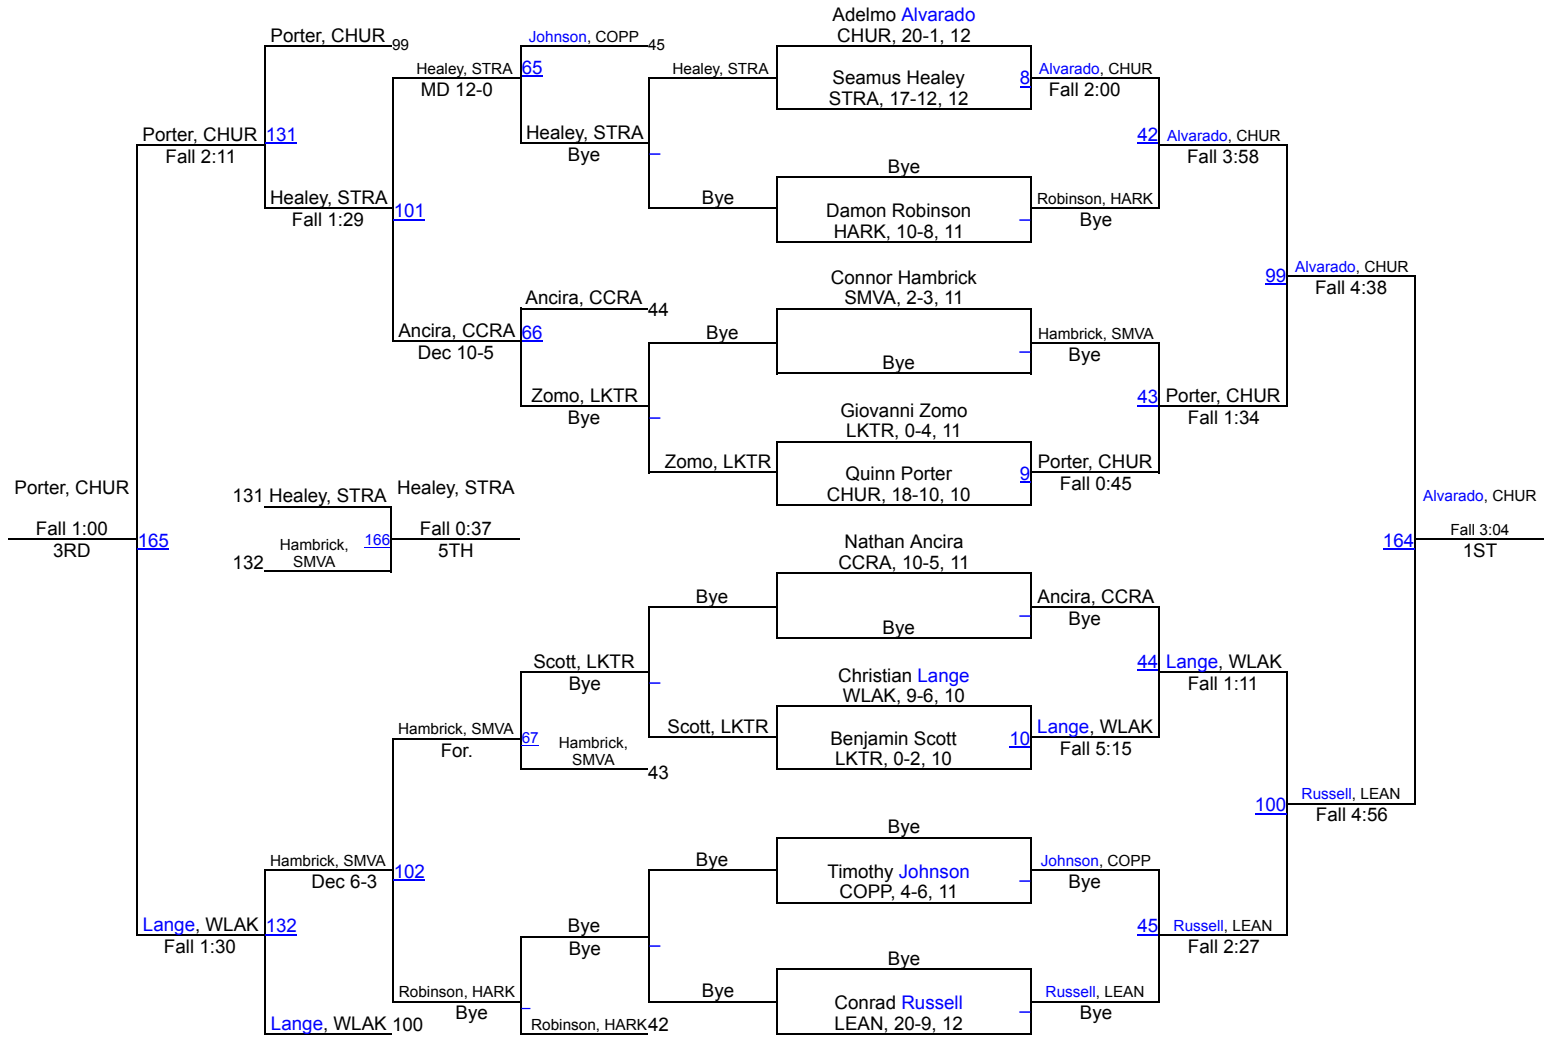 Adelmo Alvarado
CHUR, 20-1, 12
Porter, CHUR 99
Johnson, COPP 45
Healey, STRA 65
MD 12-0
Healey, STRA
Seamus Healey
STRA, 17-12, 12
8 Alvarado, CHUR
Fall 2:00
Porter, CHUR 131
Fall 2:11
Healey, STRA
Bye
42 Alvarado, CHUR
Fall 3:58
Bye
Healey, STRA
Fall 1:29
101
Bye
Damon Robinson
HARK, 10-8, 11
Robinson, HARK
Bye
Connor Hambrick
SMVA, 2-3, 11
99 Alvarado, CHUR
Fall 4:38
Ancira, CCRA 44
Ancira, CCRA 66
Dec 10-5
Bye
Bye
Hambrick, SMVA
Bye
Zomo, LKTR
Bye
Giovanni Zomo
LKTR, 0-4, 11
43 Porter, CHUR
Fall 1:34
Zomo, LKTR
Quinn Porter
CHUR, 18-10, 10
9 Porter, CHUR
Fall 0:45
Porter, CHUR
Fall 1:00
3RD
165
131 Healey, STRA
132 Hambrick,
SMVA
166
Healey, STRA
Fall 0:37
5TH
Alvarado, CHUR
164 Fall 3:04
1ST
Nathan Ancira
CCRA, 10-5, 11
Bye
Bye
Ancira, CCRA
Bye
Scott, LKTR
Bye
Christian Lange
WLAK, 9-6, 10
44 Lange, WLAK
Fall 1:11
Scott, LKTR
Benjamin Scott
LKTR, 0-2, 10
10 Lange, WLAK
Fall 5:15
Hambrick, SMVA 67
For.
Hambrick,
SMVA
43
100 Russell, LEAN
Fall 4:56
Bye
Hambrick, SMVA
Dec 6-3
102
Bye
Timothy Johnson
COPP, 4-6, 11
Johnson, COPP
Bye
Lange, WLAK 132
Fall 1:30
Bye
Bye
45 Russell, LEAN
Fall 2:27
Bye
Robinson, HARK
Bye
Bye
Conrad Russell
LEAN, 20-9, 12
Russell, LEAN
Bye
Lange, WLAK 100
Robinson, HARK 42